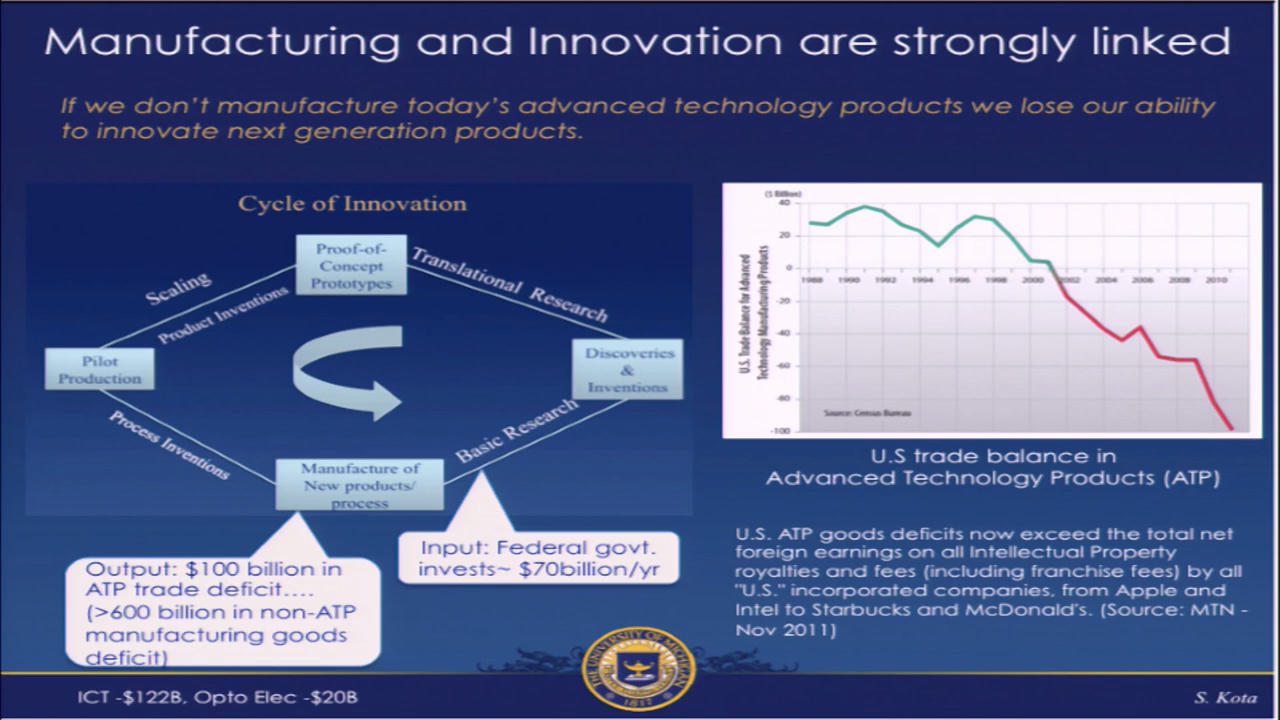 Manufacturing and Innovation are strongly linked
If we don't manufacture today's advanced technology products we lose our ability
to innovate next generation products.
Cycle of Innovation
Proof-of-
Concept
Prototypes
Scaling
Product Inventions
Translational Research
Pilot
Production
Discoveries
&
Inventions
Process Inventions
Basic Research
Manufacture of
New products/
process
Input: Federal govt.
invests~ $70billion/yr
Output: $100 billion in
ATP trade deficit....
(>600 billion in non-ATP
manufacturing goods
deficit)
($ Billion)
40
20
0
-20
-40
-60
-80
-100
1988 1990 1992 1994 1996 1998 2000 2002 2004 2006 2008 2010
U.S. Trade Balance for Advanced
Technology Manufacturing Products
Source: Census Bureau
U.S trade balance in
Advanced Technology Products (ATP)
U.S. ATP goods deficits now exceed the total net
foreign earnings on all Intellectual Property
royalties and fees (including franchise fees) by all
"U.S." incorporated companies, from Apple and
Intel to Starbucks and McDonald's. (Source: MTN -
Nov 2011)
THE UNIVERSITY OF MICHIGAN
1817
ICT -$122B, Opto Elec -$20B
S. Kota